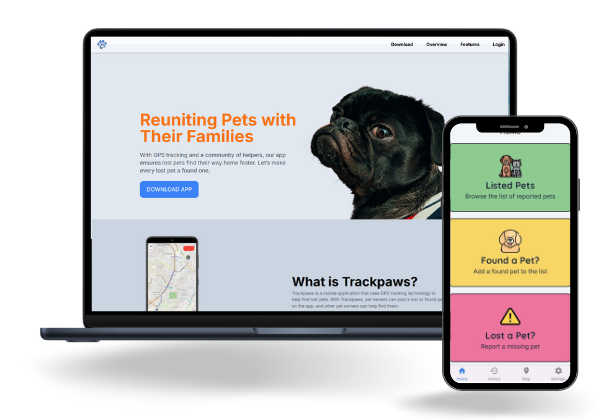 Download Overview Features Login
Reuniting Pets with
Their Families
With GPS tracking and a community of helpers, our app
ensures lost pets find their way home faster. Let's make
every lost pet a found one.
DOWNLOAD APP
What is Trackpaws?
Trackpaws is a mobile application that uses GPS tracking technology to
help find lost pets. With Trackpaws, pet owners can post a lost or found
on the app, and other pet owners can help find them.
Home
Listed Pets
Browse the list of reported pets
Found a Pet?
Add a found pet to the list
Lost a Pet?
Report a missing pet
Home History Map Settings